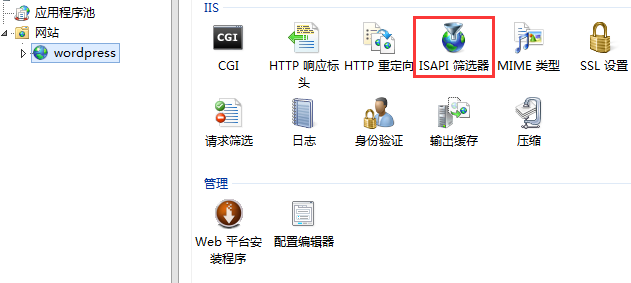 应用程序池
网站
wordpress
IIS
CGI
CGI
HTTP 响应标
头
HTTP 重定向
ISAPI 筛选器
MIME 类型
SSL 设置
请求筛选
日志
身份验证
输出缓存
压缩
管理
Web 平台安
装程序
配置编辑器